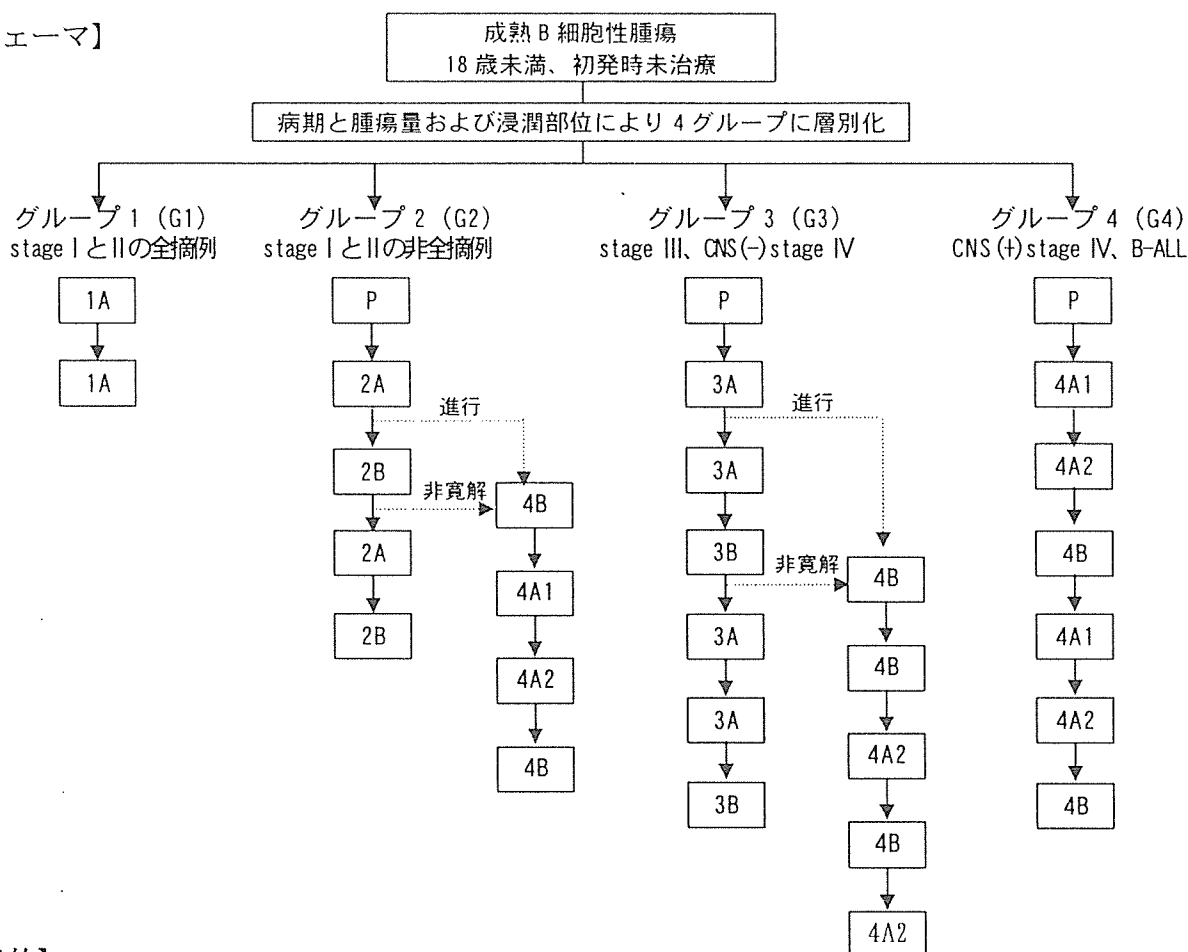 ェーマ】
成熟 B 細胞性腫瘍
18 歳未満、初発時未治療
病期と腫瘍量および浸潤部位により 4 グループに層別化
グループ 1 (G1)
stage I と II の全摘例
1A
1A
グループ 2 (G2)
stage I と II の非全摘例
P
2A
進行
2B
非寛解
2A
2B
4B
4A1
4A2
4B
グループ 3 (G3)
stage III、CNS(-)stage IV
P
3A
進行
3A
3B
非寛解
3A
3A
3B
4B
4B
4A2
4B
4A2
グループ 4 (G4)
CNS(+)stage IV、B-ALL
P
4A1
4A2
4B
4A1
4A2
4B